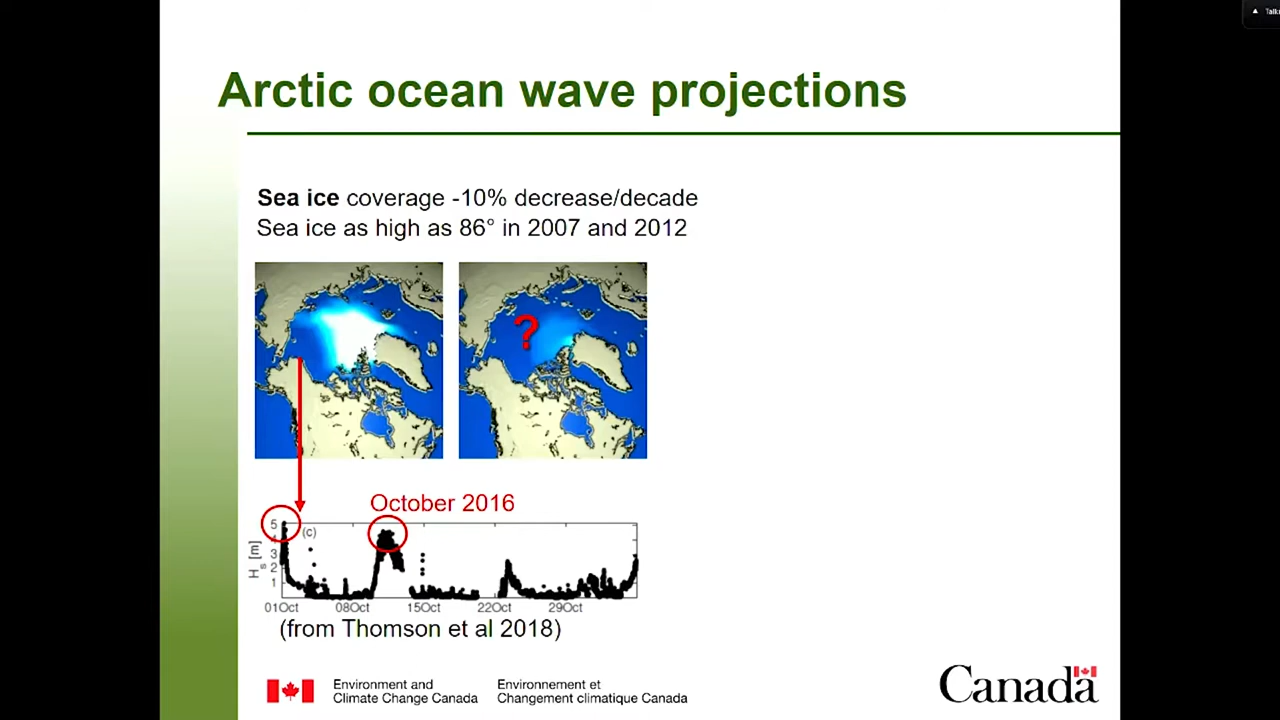 ▲ Talki
Arctic ocean wave projections
Sea ice coverage -10% decrease/decade
Sea ice as high as 86° in 2007 and 2012
?
October 2016
5
4
3
2
1
H_s [m]
(c)
01Oct 08Oct 15Oct 22Oct 29Oct
(from Thomson et al 2018)
Environment and
Climate Change Canada
Environnement et
Changement climatique Canada
Canada